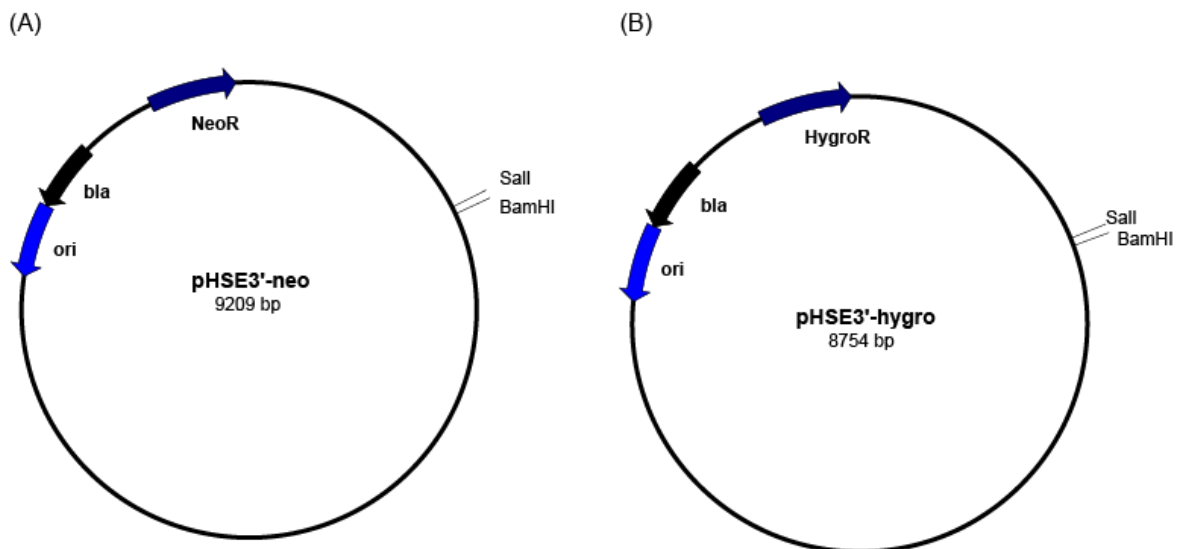 (A)
NeoR
bla
ori
SalI
BamHI
pHSE3'-neo
9209 bp
(B)
HygroR
bla
ori
SalI
BamHI
pHSE3'-hygro
8754 bp